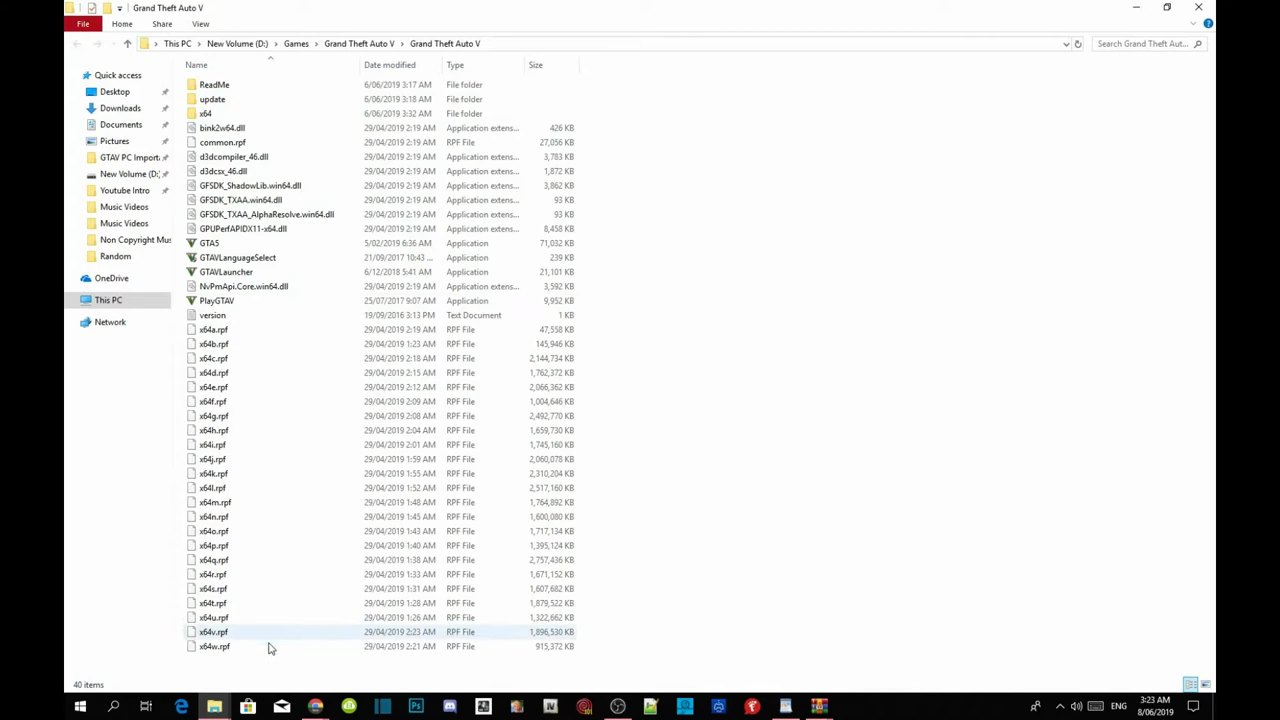 Grand Theft Auto V
File Home Share View
This PC > New Volume (D:) > Games > Grand Theft Auto V > Grand Theft Auto V
Search Grand Theft Aut...
Name Date modified Type Size
Quick access
Desktop
Downloads
Documents
Pictures
GTAV PC Import
New Volume (D:)
Youtube Intro
Music Videos
Music Videos
Non Copyright Mus
Random
OneDrive
This PC
Network
ReadMe 6/06/2019 3:17 AM File folder
update 6/06/2019 3:18 AM File folder
x64 6/06/2019 3:32 AM File folder
bink2w64.dll 29/04/2019 2:19 AM Application extens... 426 KB
common.rpf 29/04/2019 2:19 AM RPF File 27,056 KB
d3dcompiler_46.dll 29/04/2019 2:19 AM Application extens... 3,783 KB
d3dcsx_46.dll 29/04/2019 2:19 AM Application extens... 1,872 KB
GFSDK_ShadowLib.win64.dll 29/04/2019 2:19 AM Application extens... 3,862 KB
GFSDK_TXAA.win64.dll 29/04/2019 2:19 AM Application extens... 93 KB
GFSDK_TXAA_AlphaResolve.win64.dll 29/04/2019 2:19 AM Application extens... 93 KB
GPUPerfAPIDX11-x64.dll 29/04/2019 2:19 AM Application extens... 8,458 KB
GTA5 5/02/2019 6:36 AM Application 71,032 KB
GTAVLanguageSelect 21/09/2017 10:43 ... Application 239 KB
GTAVLauncher 6/12/2018 5:41 AM Application 21,101 KB
NvPmApi.Core.win64.dll 29/04/2019 2:19 AM Application extens... 3,592 KB
PlayGTAV 25/07/2017 9:07 AM Application 9,952 KB
version 19/09/2016 3:13 PM Text Document 1 KB
x64a.rpf 29/04/2019 2:19 AM RPF File 47,558 KB
x64b.rpf 29/04/2019 1:23 AM RPF File 145,946 KB
x64c.rpf 29/04/2019 2:18 AM RPF File 2,144,734 KB
x64d.rpf 29/04/2019 2:15 AM RPF File 1,762,372 KB
x64e.rpf 29/04/2019 2:12 AM RPF File 2,066,362 KB
x64f.rpf 29/04/2019 2:09 AM RPF File 1,004,646 KB
x64g.rpf 29/04/2019 2:08 AM RPF File 2,492,770 KB
x64h.rpf 29/04/2019 2:04 AM RPF File 1,659,730 KB
x64i.rpf 29/04/2019 2:01 AM RPF File 1,745,160 KB
x64j.rpf 29/04/2019 1:59 AM RPF File 2,060,078 KB
x64k.rpf 29/04/2019 1:55 AM RPF File 2,310,204 KB
x64l.rpf 29/04/2019 1:52 AM RPF File 2,517,160 KB
x64m.rpf 29/04/2019 1:48 AM RPF File 1,764,892 KB
x64n.rpf 29/04/2019 1:45 AM RPF File 1,600,080 KB
x64o.rpf 29/04/2019 1:43 AM RPF File 1,717,134 KB
x64p.rpf 29/04/2019 1:40 AM RPF File 1,395,124 KB
x64q.rpf 29/04/2019 1:38 AM RPF File 2,757,436 KB
x64r.rpf 29/04/2019 1:33 AM RPF File 1,671,152 KB
x64s.rpf 29/04/2019 1:31 AM RPF File 1,607,682 KB
x64t.rpf 29/04/2019 1:28 AM RPF File 1,879,522 KB
x64u.rpf 29/04/2019 1:26 AM RPF File 1,322,662 KB
x64v.rpf 29/04/2019 2:23 AM RPF File 1,896,530 KB
x64w.rpf 29/04/2019 2:21 AM RPF File 915,372 KB
40 items
ENG
3:23 AM
8/06/2019